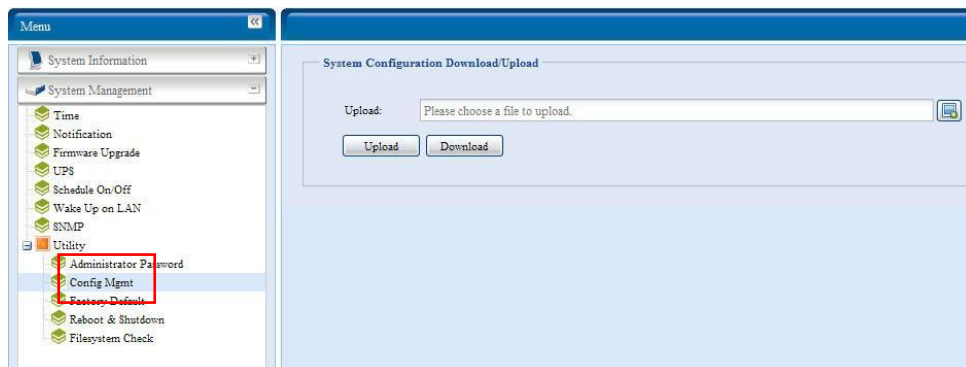 Menu
System Information
System Management
Time
Notification
Firmware Upgrade
UPS
Schedule On/Off
Wake Up on LAN
SNMP
Utility
Administrator Password
Config Mgmt
Factory Default
Reboot & Shutdown
Filesystem Check
System Configuration Download/Upload
Upload: Please choose a file to upload.
Upload Download